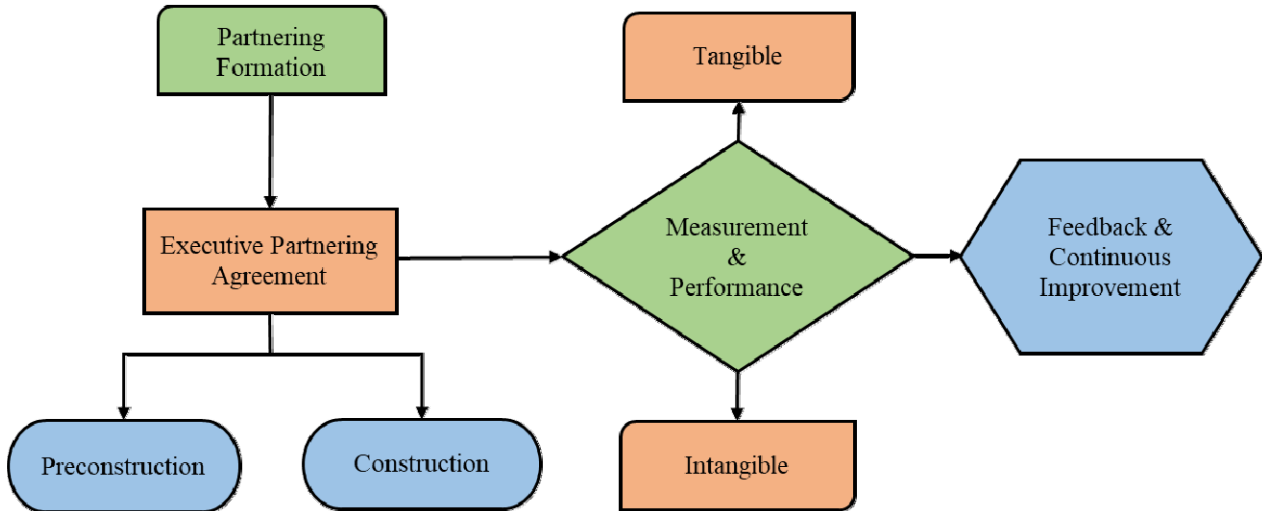 Partnering
Formation
Tangible
Executive Partnering
Agreement
Measurement
&
Performance
Feedback &
Continuous
Improvement
Preconstruction
Construction
Intangible